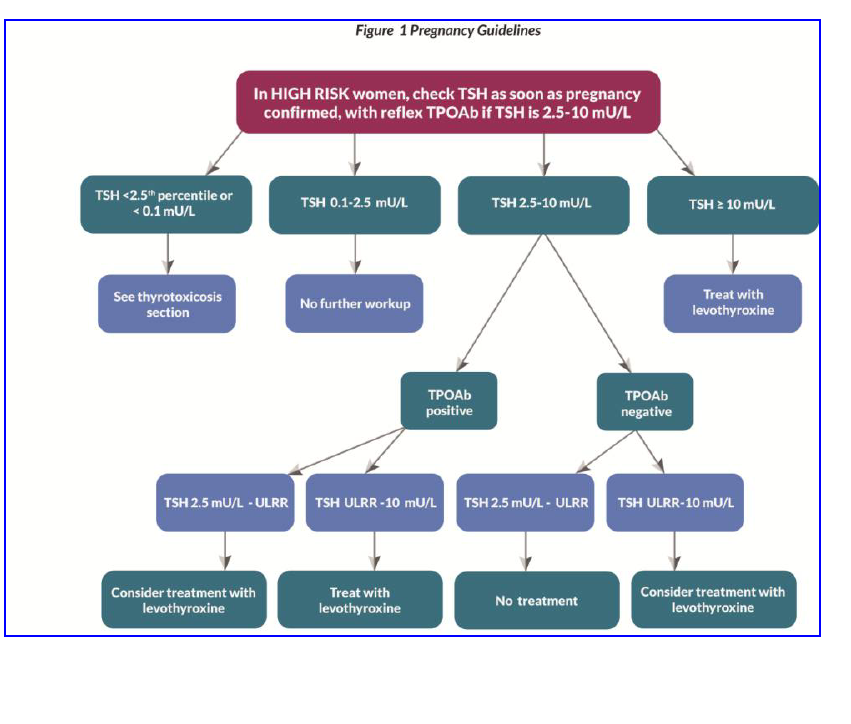 Figure 1 Pregnancy Guidelines
In HIGH RISK women, check TSH as soon as pregnancy
confirmed, with reflex TPOAb if TSH is 2.5-10 mU/L
TSH <2.5th percentile or
< 0.1 mU/L
TSH 0.1-2.5 mU/L
TSH 2.5-10 mU/L
TSH ≥ 10 mU/L
See thyrotoxicosis
section
No further workup
Treat with
levothyroxine
TPOAb
positive
TPOAb
negative
TSH 2.5 mU/L - ULRR
TSH ULRR -10 mU/L
TSH 2.5 mU/L - ULRR
TSH ULRR-10 mU/L
Consider treatment with
levothyroxine
Treat with
levothyroxine
No treatment
Consider treatment with
levothyroxine